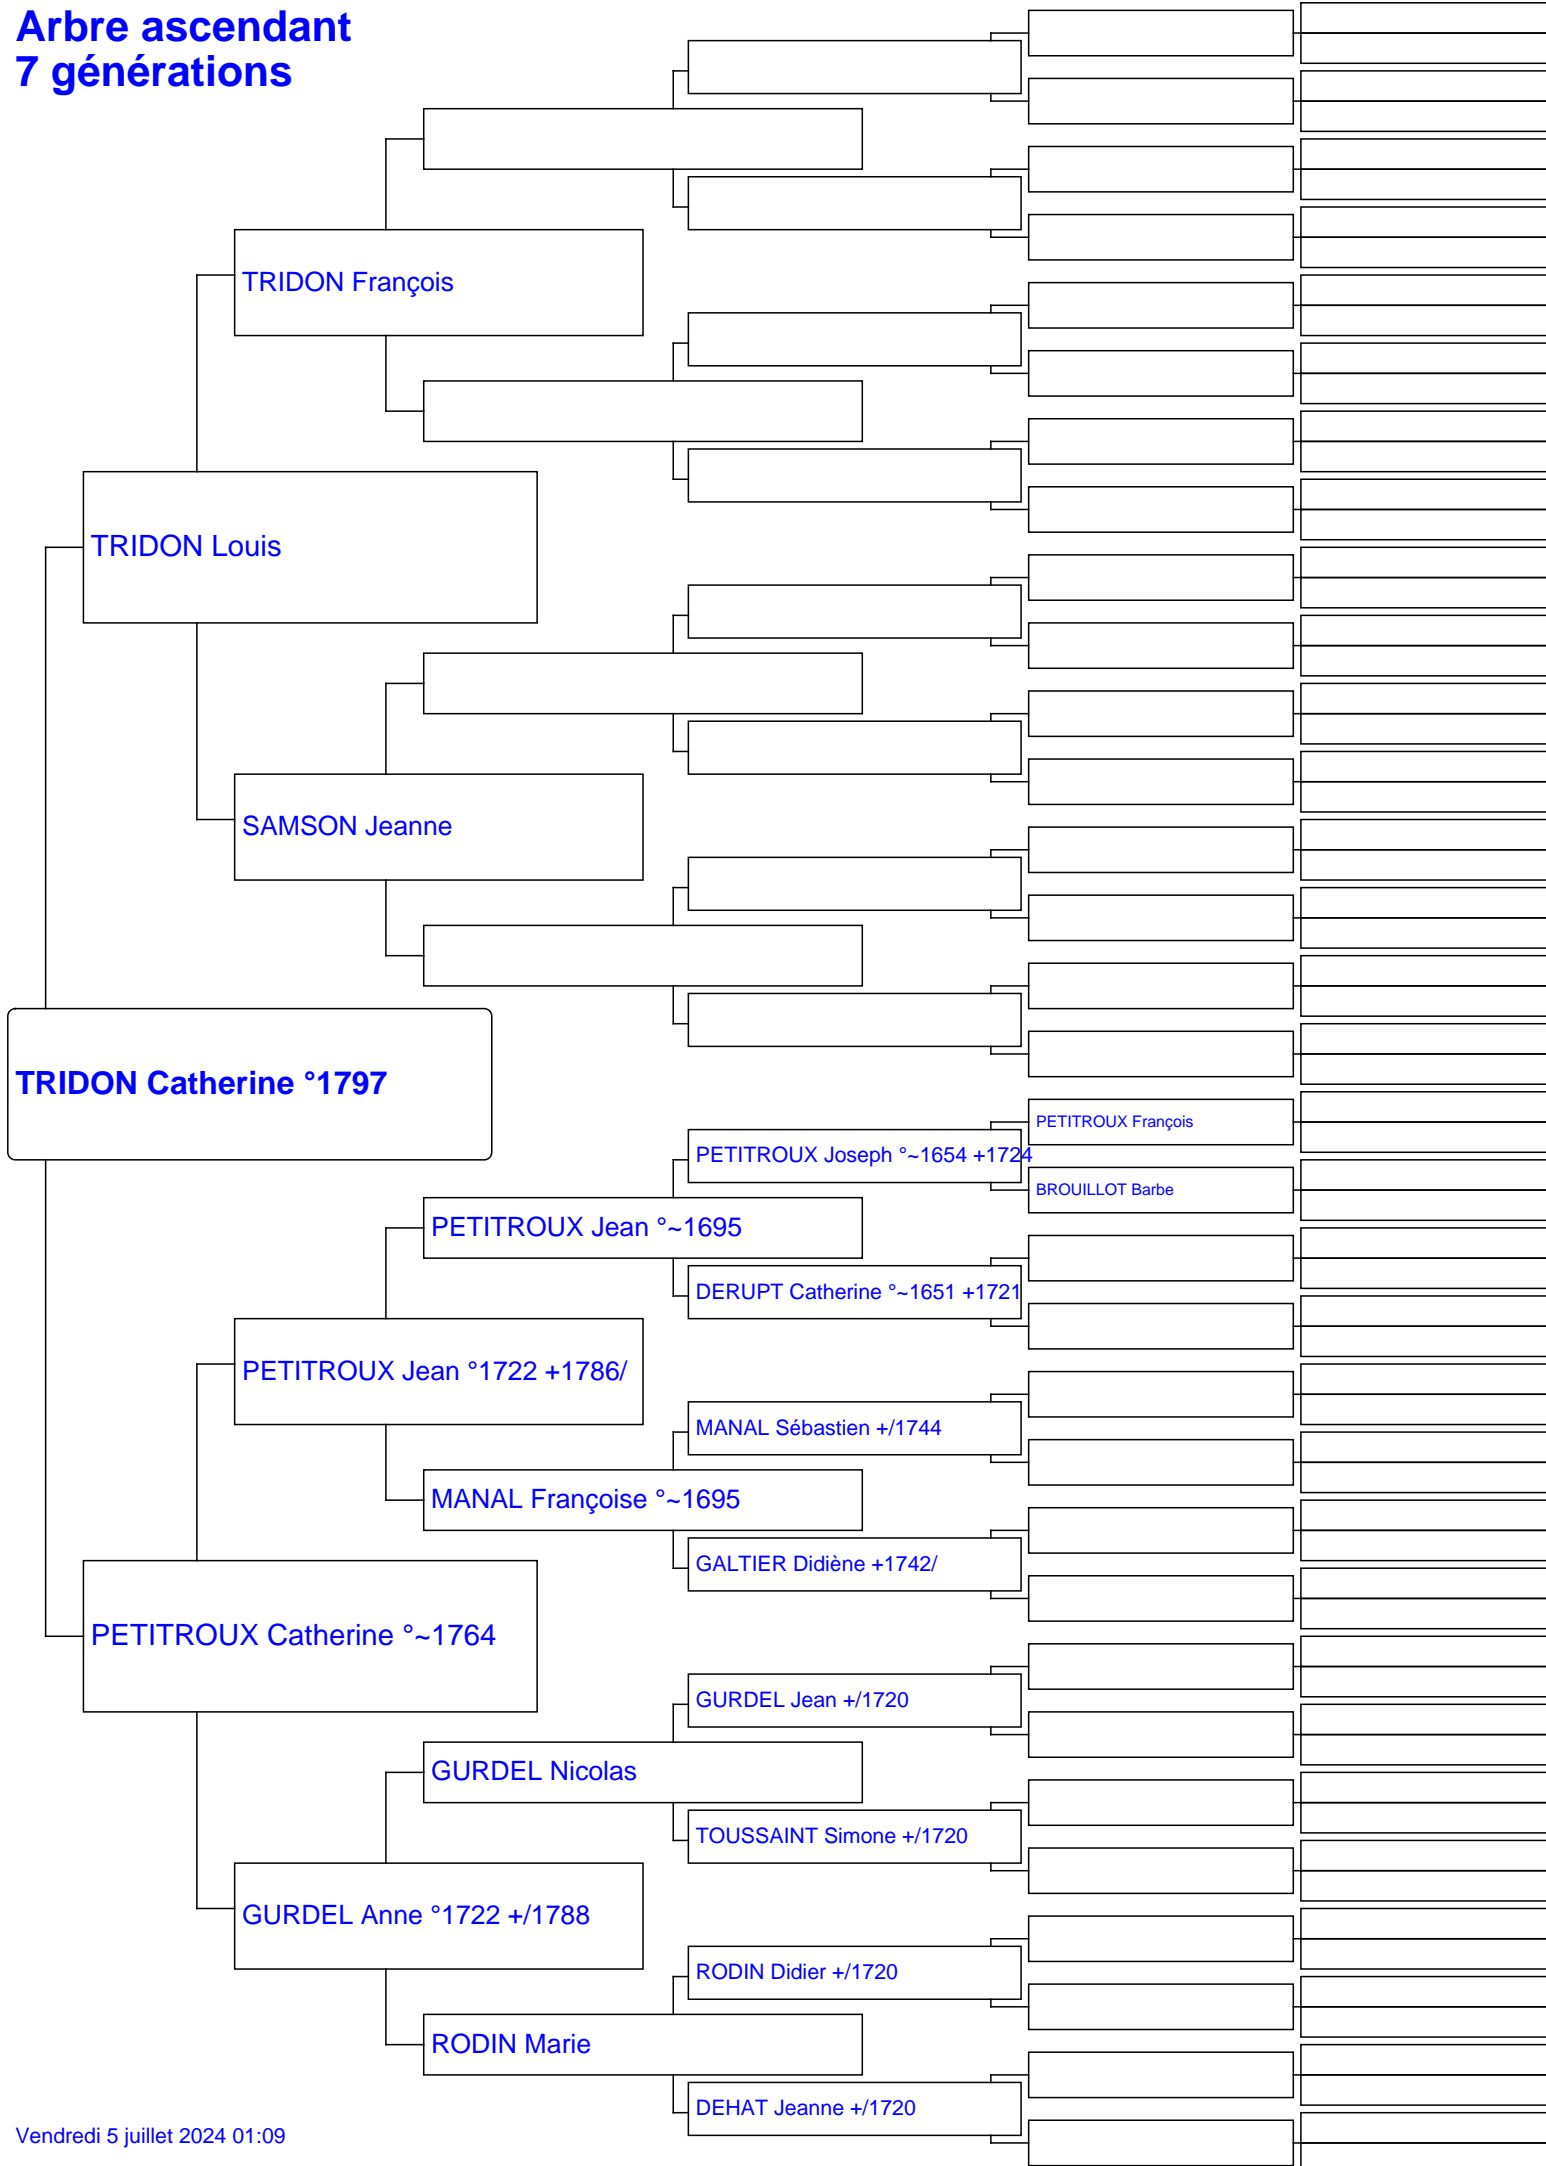 Arbre ascendant
7 générations
TRIDON François
TRIDON Louis
SAMSON Jeanne
TRIDON Catherine °1797
PETITROUX François
PETITROUX Joseph °~1654 +1724
BROUILLOT Barbe
PETITROUX Jean °~1695
DERUPT Catherine °~1651 +1721
PETITROUX Jean °1722 +1786/
MANAL Sébastien +/1744
MANAL Françoise °~1695
GALTIER Didiène +1742/
PETITROUX Catherine °~1764
GURDEL Jean +/1720
GURDEL Nicolas
TOUSSAINT Simone +/1720
GURDEL Anne °1722 +/1788
RODIN Didier +/1720
RODIN Marie
DEHAT Jeanne +/1720
Vendredi 5 juillet 2024 01:09